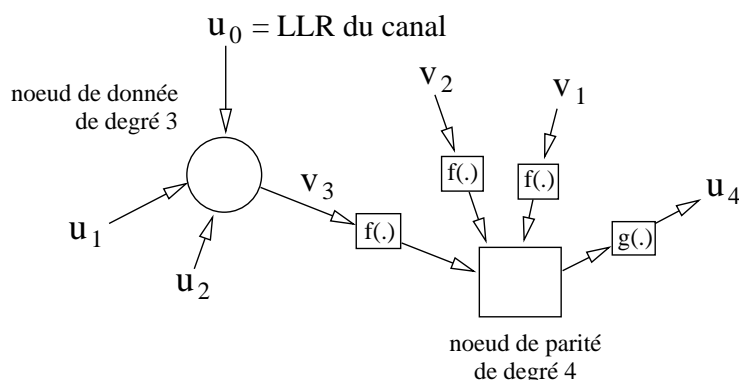 u0 = LLR du canal
noeud de donnée
de degré 3
v2
v1
f(.)
f(.)
v3
u4
u1
f(.)
g(.)
u2
noeud de parité
de degré 4